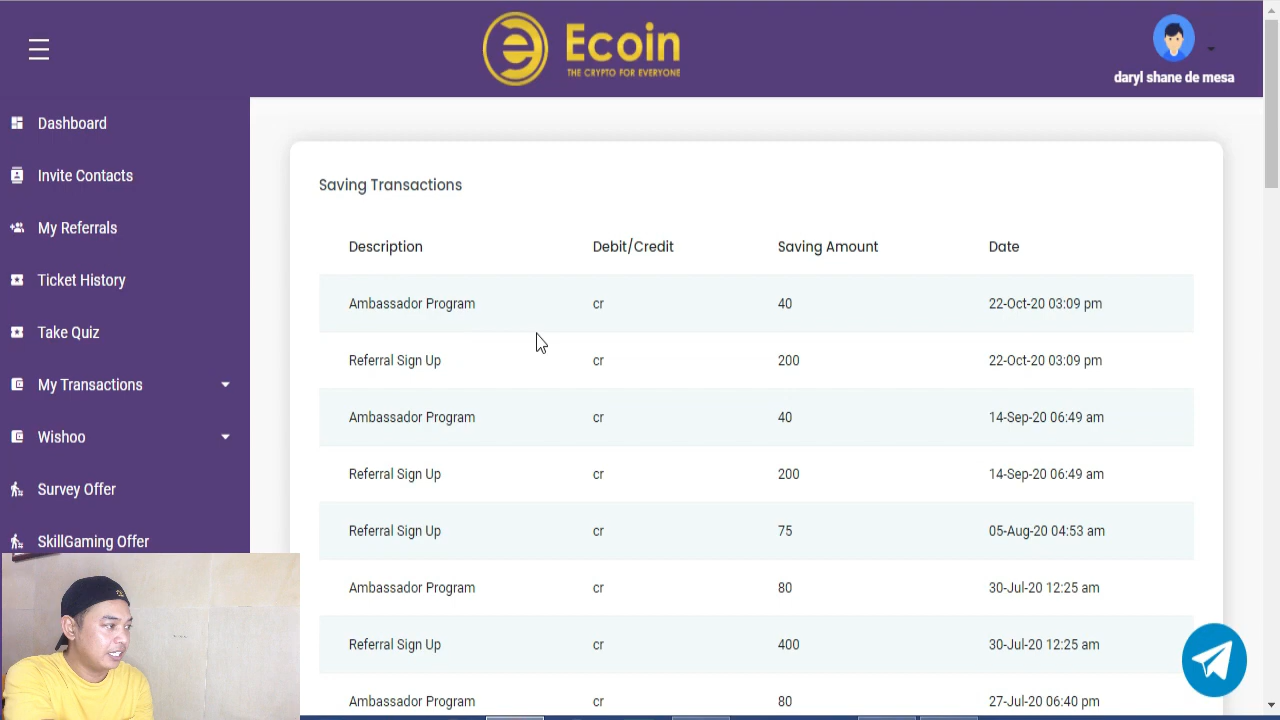 Ecoin
THE CRYPTO FOR EVERYONE
daryl shane de mesa
Dashboard
Invite Contacts
My Referrals
Ticket History
Take Quiz
My Transactions
Wishoo
Survey Offer
SkillGaming Offer
Saving Transactions
Description Debit/Credit Saving Amount Date
Ambassador Program cr 40 22-Oct-20 03:09 pm
Referral Sign Up cr 200 22-Oct-20 03:09 pm
Ambassador Program cr 40 14-Sep-20 06:49 am
Referral Sign Up cr 200 14-Sep-20 06:49 am
Referral Sign Up cr 75 05-Aug-20 04:53 am
Ambassador Program cr 80 30-Jul-20 12:25 am
Referral Sign Up cr 400 30-Jul-20 12:25 am
Ambassador Program cr 80 27-Jul-20 06:40 pm